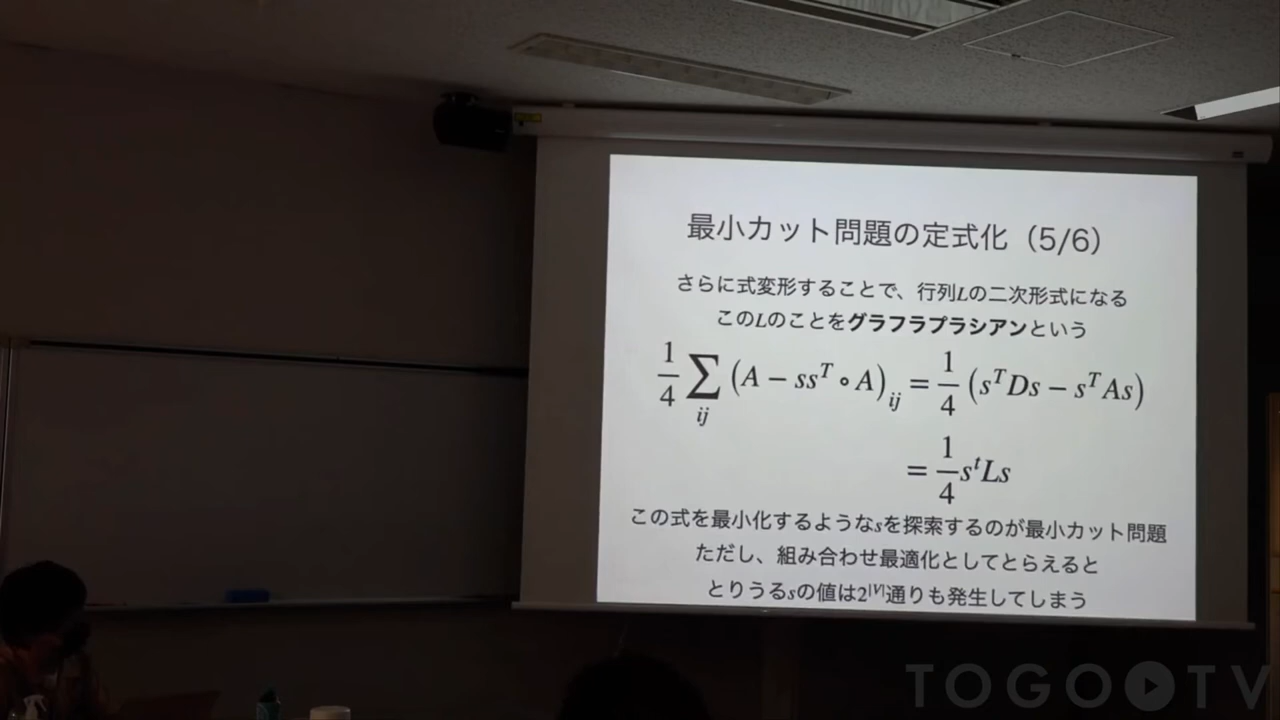 最小カット問題の定式化（5/6）
さらに式変形することで、行列Lの二次形式になる
このLのことをグラフラプラシアンという
1/4 ∑ij (A − ssᵀ ∘ A)ij = 1/4 (sᵀDs − sᵀAs)
= 1/4 sᵗLs
この式を最小化するようなsを探索するのが最小カット問題
ただし、組み合わせ最適化としてとらえると
とりうるsの値は2^|V|通りも発生してしまう
TOGO TV